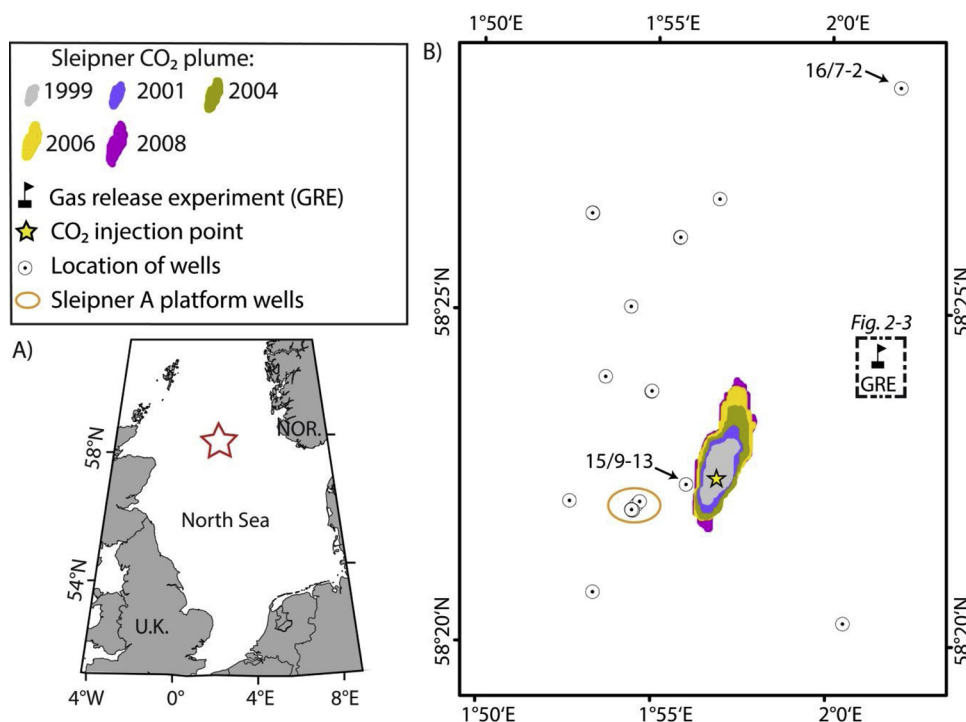 Sleipner CO₂ plume:
1999 2001 2004
2006 2008
Gas release experiment (GRE)
CO₂ injection point
Location of wells
Sleipner A platform wells
A)
NOR.
58°N
North Sea
54°N
U.K.
4°W 0° 4°E 8°E
B)
1°50'E 1°55'E 2°0'E
16/7-2
58°25'N 58°25'N
Fig. 2-3
GRE
15/9-13
58°20'N 58°20'N
1°50'E 1°55'E 2°0'E